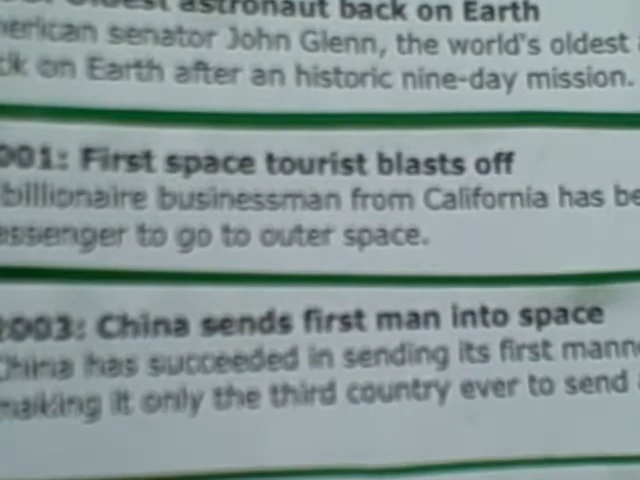 astronaut back on Earth
American senator John Glenn, the world's oldest
on Earth after an historic nine-day mission.
001: First space tourist blasts off
billionaire businessman from California has be
assenger to go to outer space.
2003: China sends first man into space
China has succeeded in sending its first mann
making it only the third country ever to send